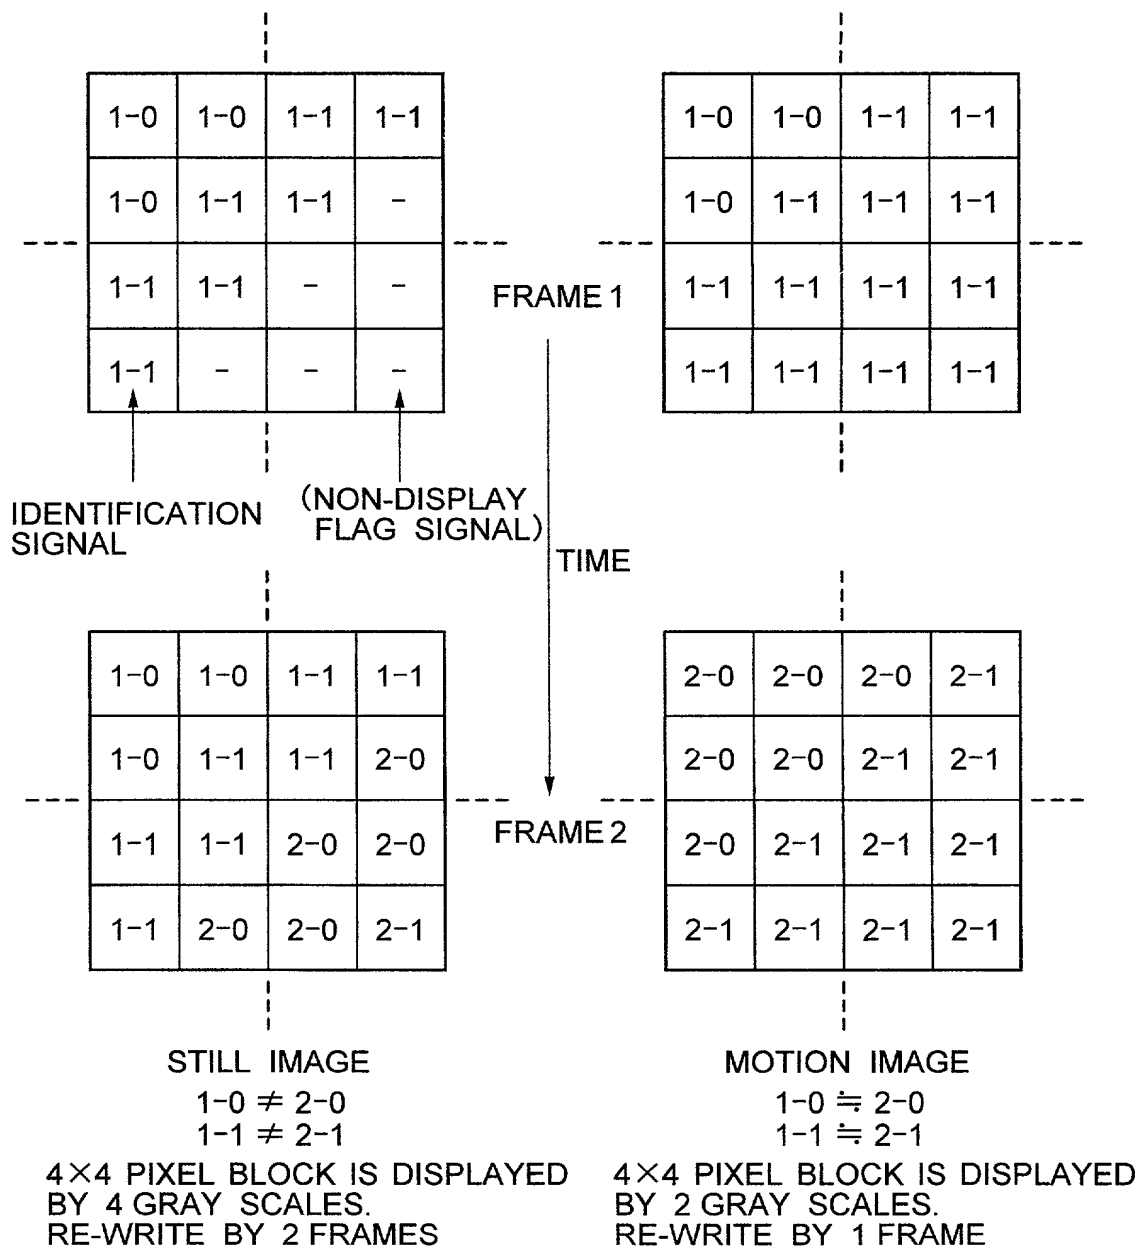 1-0 1-0 1-1 1-1
1-0 1-1 1-1 -
1-1 1-1 - -
1-1 - - -
1-0 1-0 1-1 1-1
1-0 1-1 1-1 1-1
1-1 1-1 1-1 1-1
1-1 1-1 1-1 1-1
FRAME 1
IDENTIFICATION
SIGNAL
(NON-DISPLAY
FLAG SIGNAL)
TIME
1-0 1-0 1-1 1-1
1-0 1-1 1-1 2-0
1-1 1-1 2-0 2-0
1-1 2-0 2-0 2-1
FRAME 2
2-0 2-0 2-0 2-1
2-0 2-0 2-1 2-1
2-0 2-1 2-1 2-1
2-1 2-1 2-1 2-1
STILL IMAGE
1-0 ≠ 2-0
1-1 ≠ 2-1
4×4 PIXEL BLOCK IS DISPLAYED
BY 4 GRAY SCALES.
RE-WRITE BY 2 FRAMES
MOTION IMAGE
1-0 ≒ 2-0
1-1 ≒ 2-1
4×4 PIXEL BLOCK IS DISPLAYED
BY 2 GRAY SCALES.
RE-WRITE BY 1 FRAME